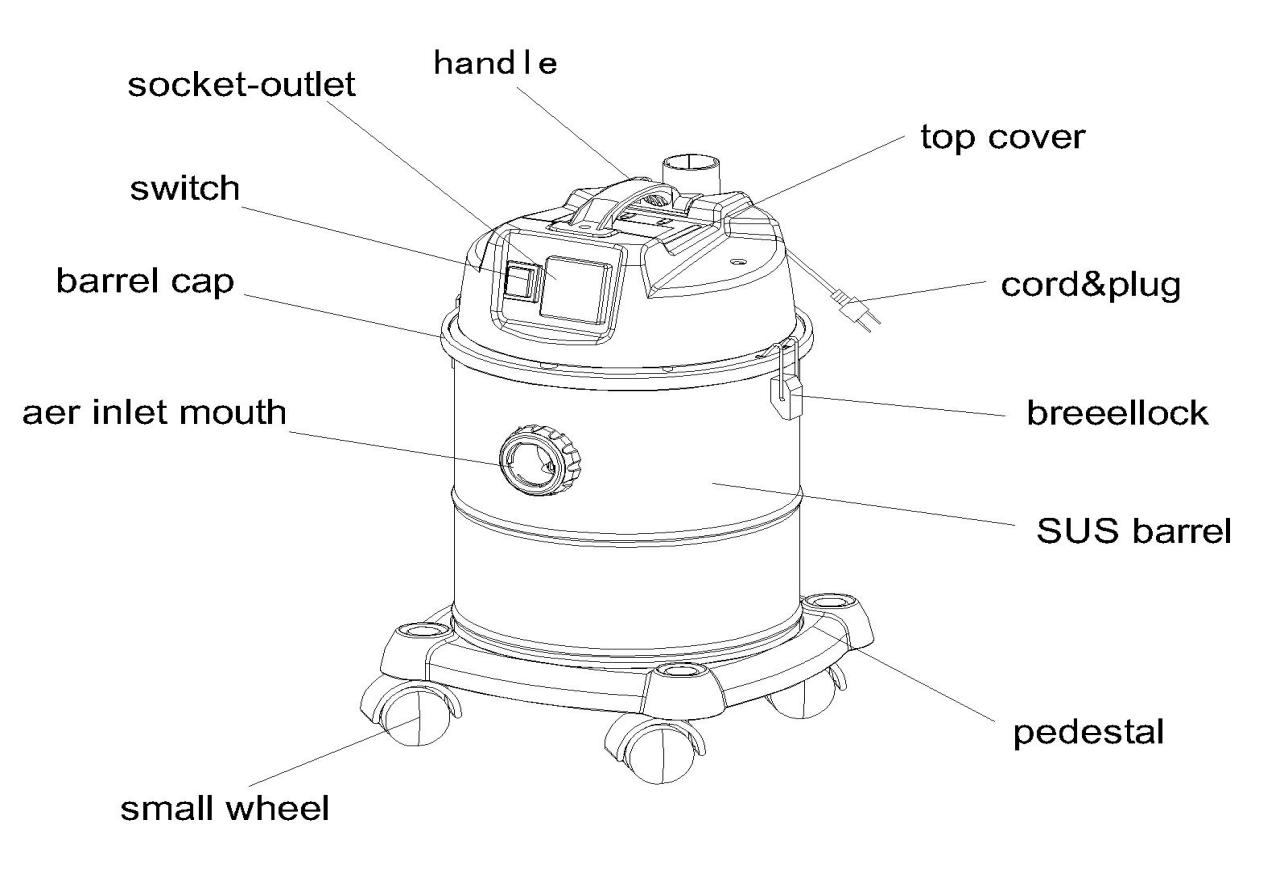 handle
socket-outlet
top cover
switch
barrel cap
cord&plug
aer inlet mouth
breeellock
SUS barrel
pedestal
small wheel